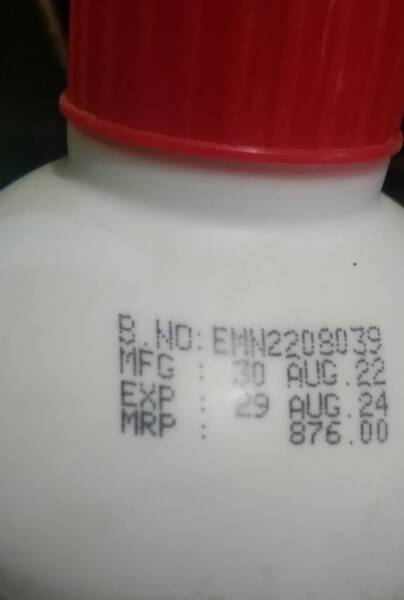 B.NO: EMN2208039
MFG : 30 AUG.22
EXP : 29 AUG.24
MRP : 876.00